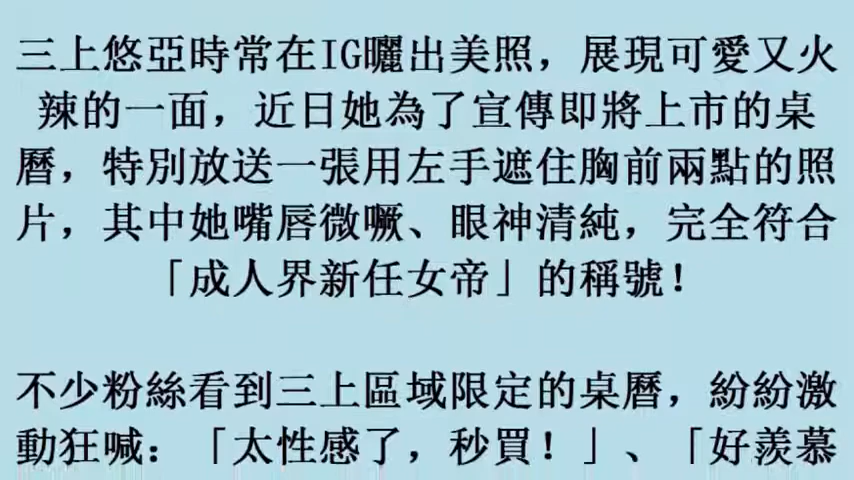 三上悠亞時常在IG曬出美照，展現可愛又火
辣的一面，近日她為了宣傳即將上市的桌
曆，特別放送一張用左手遮住胸前兩點的照
片，其中她嘴唇微噘、眼神清純，完全符合
「成人界新任女帝」的稱號！
不少粉絲看到三上區域限定的桌曆，紛紛激
動狂喊：「太性感了，秒買！」、「好羨慕